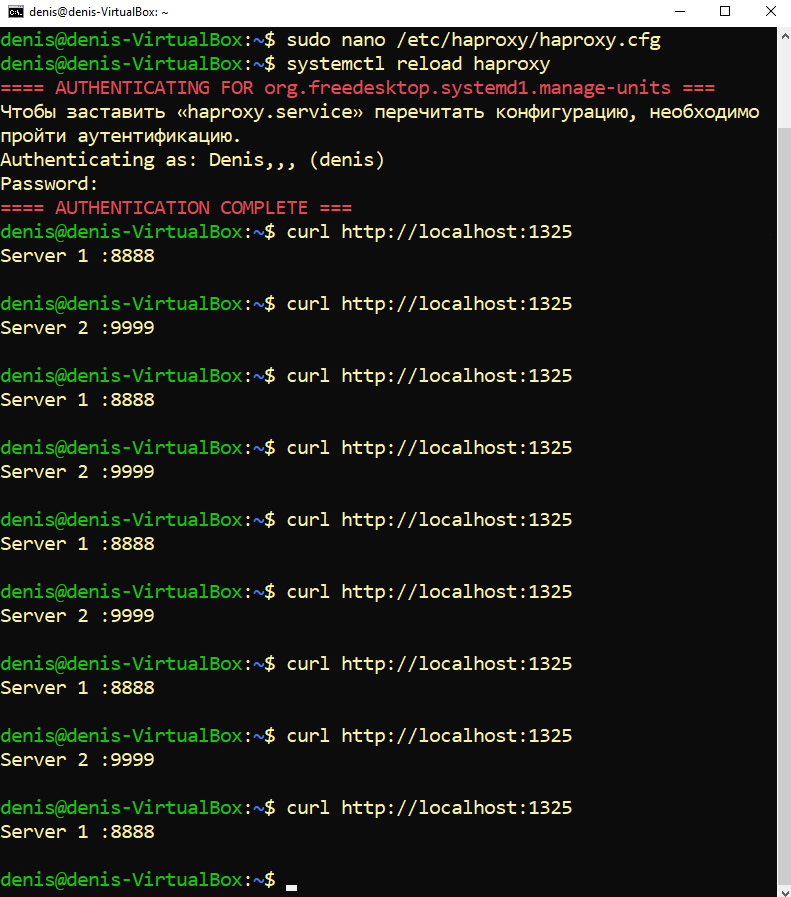 denis@denis-VirtualBox: ~
denis@denis-VirtualBox:~$ sudo nano /etc/haproxy/haproxy.cfg
denis@denis-VirtualBox:~$ systemctl reload haproxy
==== AUTHENTICATING FOR org.freedesktop.systemd1.manage-units ===
Чтобы заставить «haproxy.service» перечитать конфигурацию, необходимо
пройти аутентификацию.
Authenticating as: Denis,,, (denis)
Password:
==== AUTHENTICATION COMPLETE ===
denis@denis-VirtualBox:~$ curl http://localhost:1325
Server 1 :8888
denis@denis-VirtualBox:~$ curl http://localhost:1325
Server 2 :9999
denis@denis-VirtualBox:~$ curl http://localhost:1325
Server 1 :8888
denis@denis-VirtualBox:~$ curl http://localhost:1325
Server 2 :9999
denis@denis-VirtualBox:~$ curl http://localhost:1325
Server 1 :8888
denis@denis-VirtualBox:~$ curl http://localhost:1325
Server 2 :9999
denis@denis-VirtualBox:~$ curl http://localhost:1325
Server 1 :8888
denis@denis-VirtualBox:~$ curl http://localhost:1325
Server 2 :9999
denis@denis-VirtualBox:~$ curl http://localhost:1325
Server 1 :8888
denis@denis-VirtualBox:~$